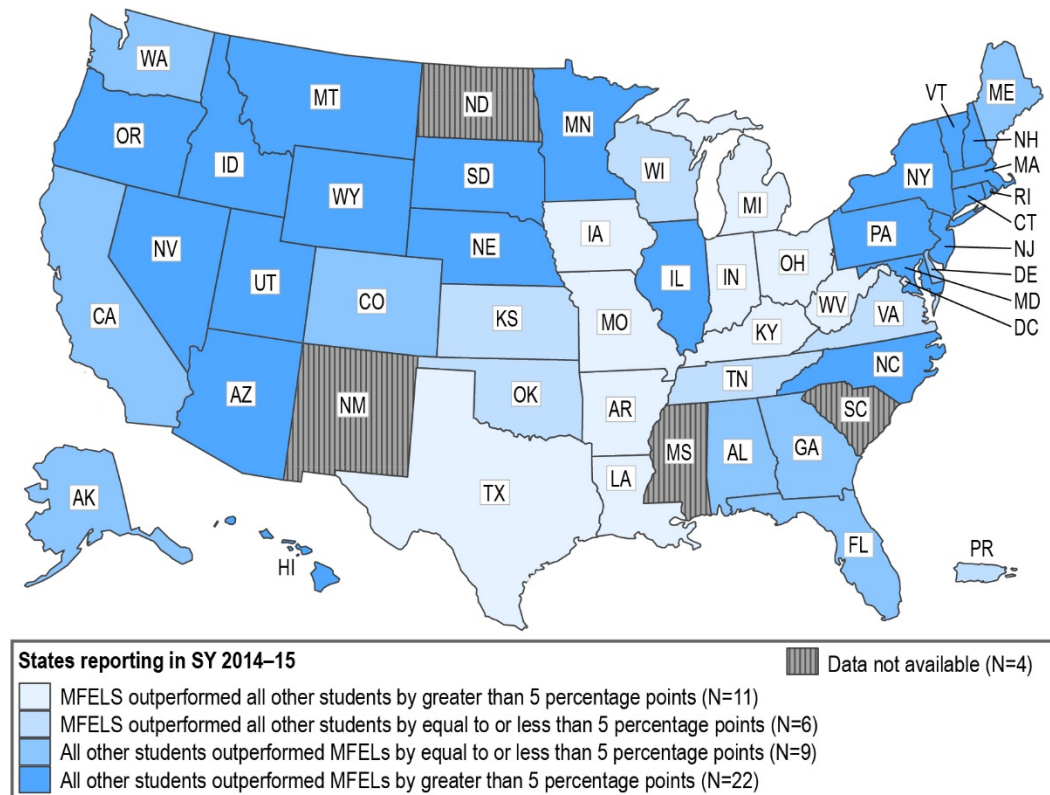 WA
ME
MT
ND
VT
MN
OR
NH
ID
MA
WI
SD
NY
WY
RI
MI
CT
IA
PA
NE
NV
NJ
OH
IN
IL
UT
DE
WV
CA
CO
MD
VA
KS
MO
KY
DC
NC
TN
AZ
OK
NM
AR
SC
MS
AL
GA
LA
TX
AK
FL
PR
HI
States reporting in SY 2014–15
Data not available (N=4)
MFELS outperformed all other students by greater than 5 percentage points (N=11)
MFELS outperformed all other students by equal to or less than 5 percentage points (N=6)
All other students outperformed MFELs by equal to or less than 5 percentage points (N=9)
All other students outperformed MFELs by greater than 5 percentage points (N=22)